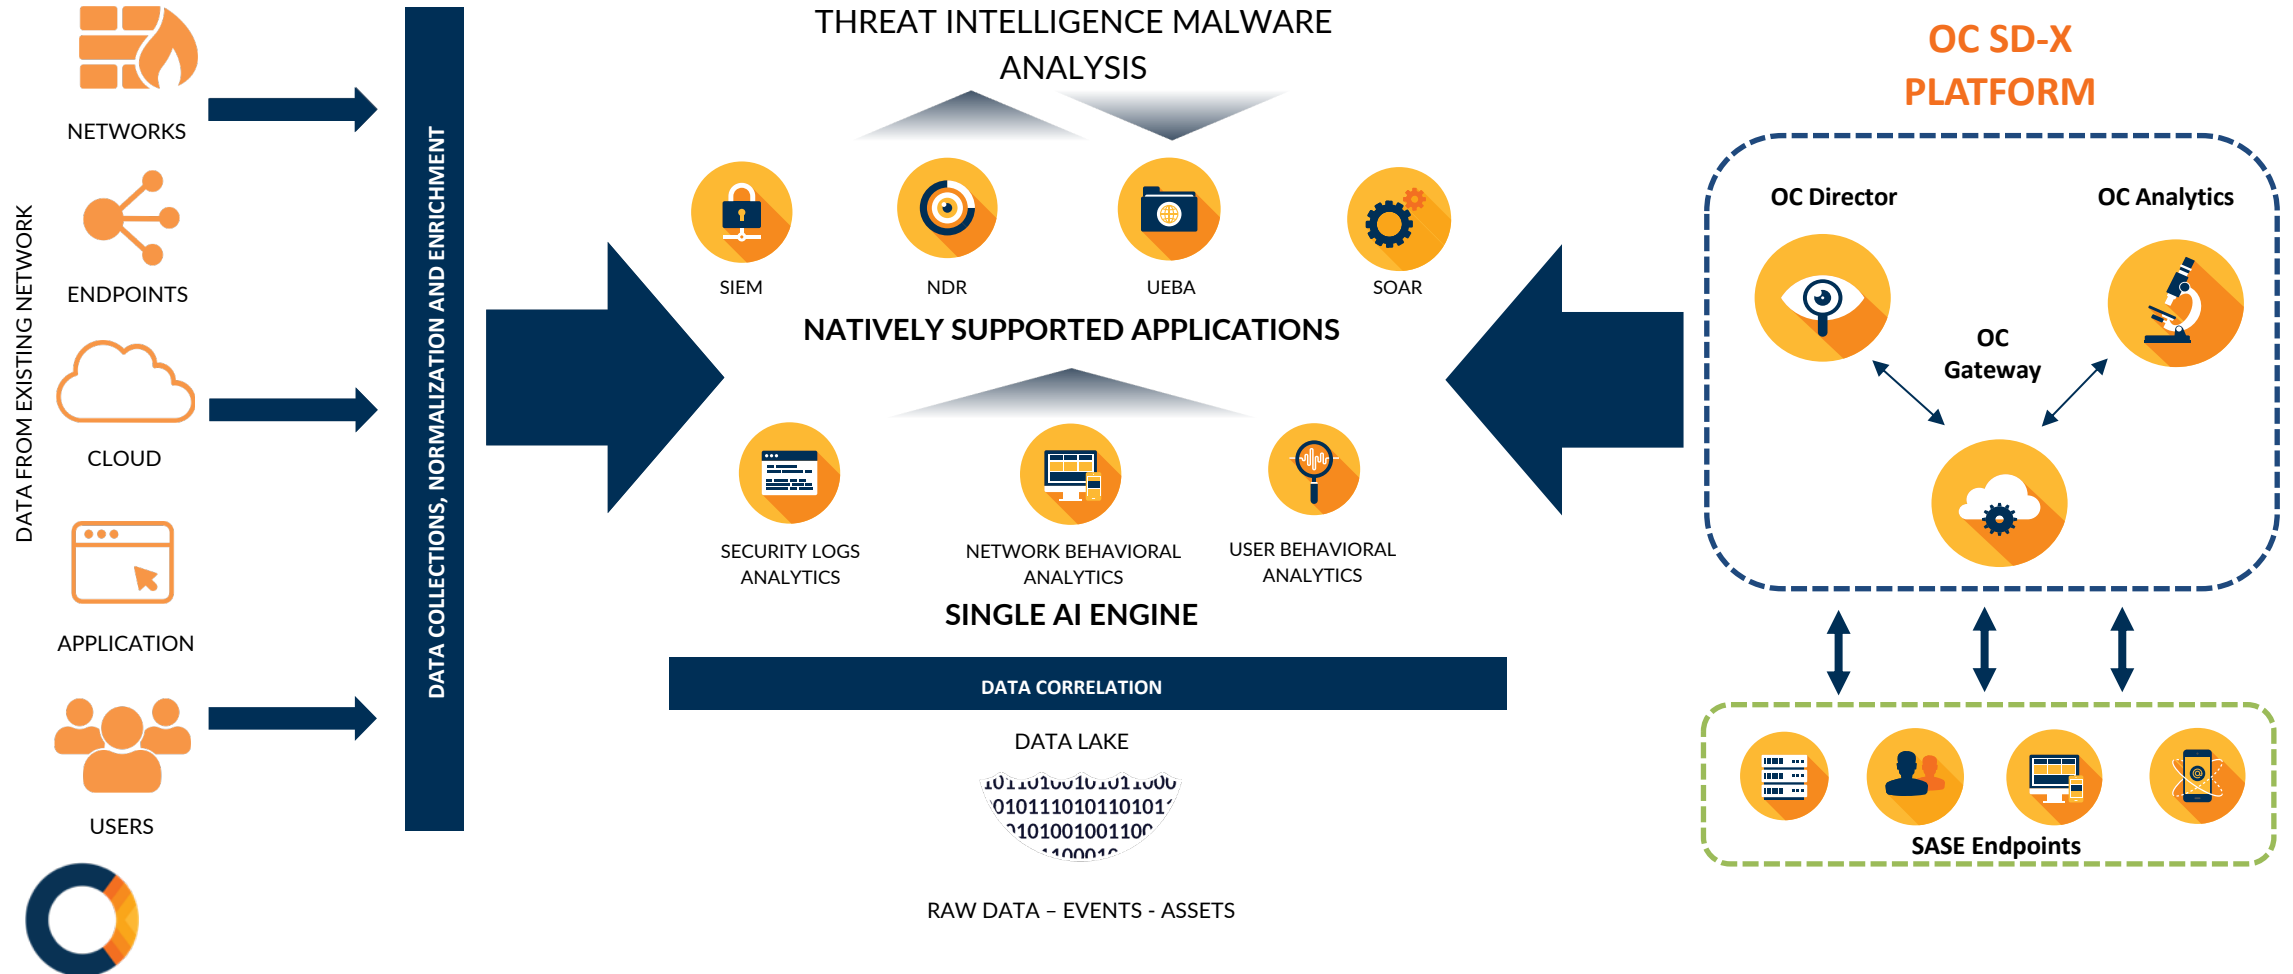 DATA FROM EXISTING NETWORK
NETWORKS
ENDPOINTS
CLOUD
APPLICATION
USERS
DATA COLLECTIONS, NORMALIZATION AND ENRICHMENT
THREAT INTELLIGENCE MALWARE
ANALYSIS
SIEM
NDR
UEBA
SOAR
NATIVELY SUPPORTED APPLICATIONS
SECURITY LOGS
ANALYTICS
NETWORK BEHAVIORAL
ANALYTICS
USER BEHAVIORAL
ANALYTICS
SINGLE AI ENGINE
DATA CORRELATION
DATA LAKE
RAW DATA – EVENTS - ASSETS
OC SD-X
PLATFORM
OC Director
OC Analytics
OC
Gateway
SASE Endpoints